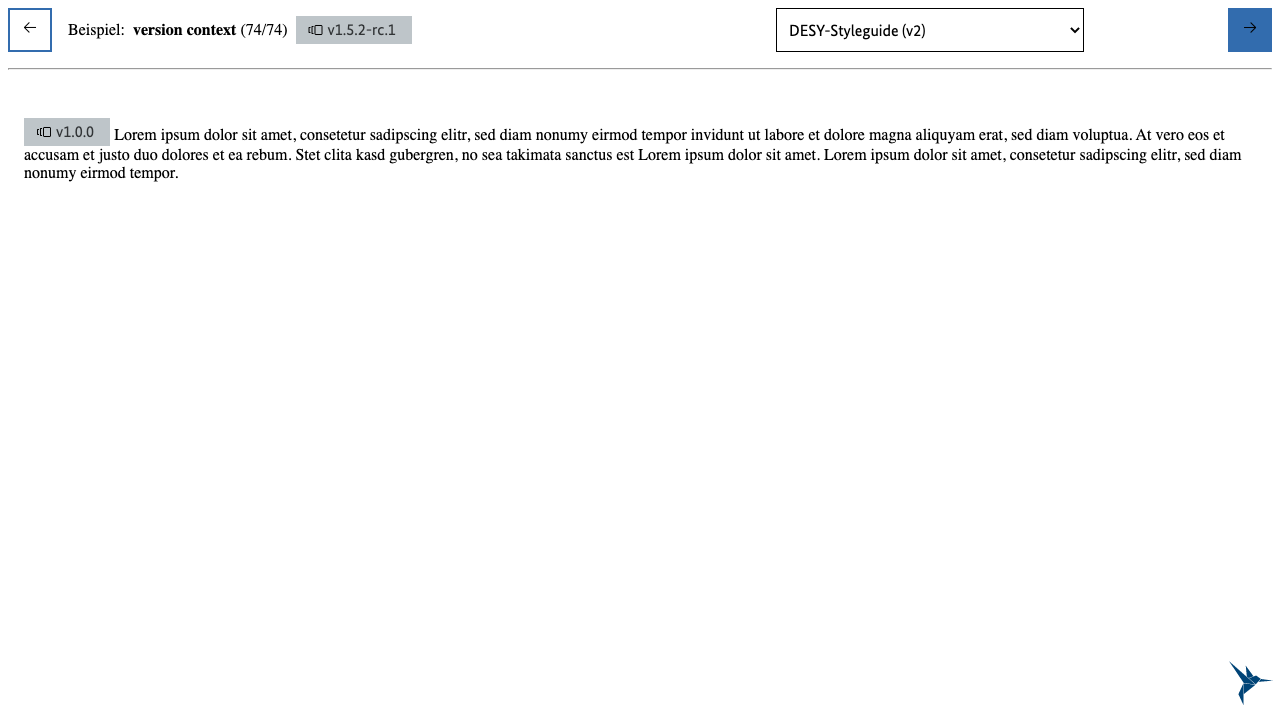 Beispiel: version context (74/74) v1.5.2-rc.1 DESY-Styleguide (v2)
v1.0.0 Lorem ipsum dolor sit amet, consetetur sadipscing elitr, sed diam nonumy eirmod tempor invidunt ut labore et dolore magna aliquyam erat, sed diam voluptua. At vero eos et
accusam et justo duo dolores et ea rebum. Stet clita kasd gubergren, no sea takimata sanctus est Lorem ipsum dolor sit amet. Lorem ipsum dolor sit amet, consetetur sadipscing elitr, sed diam
nonumy eirmod tempor.